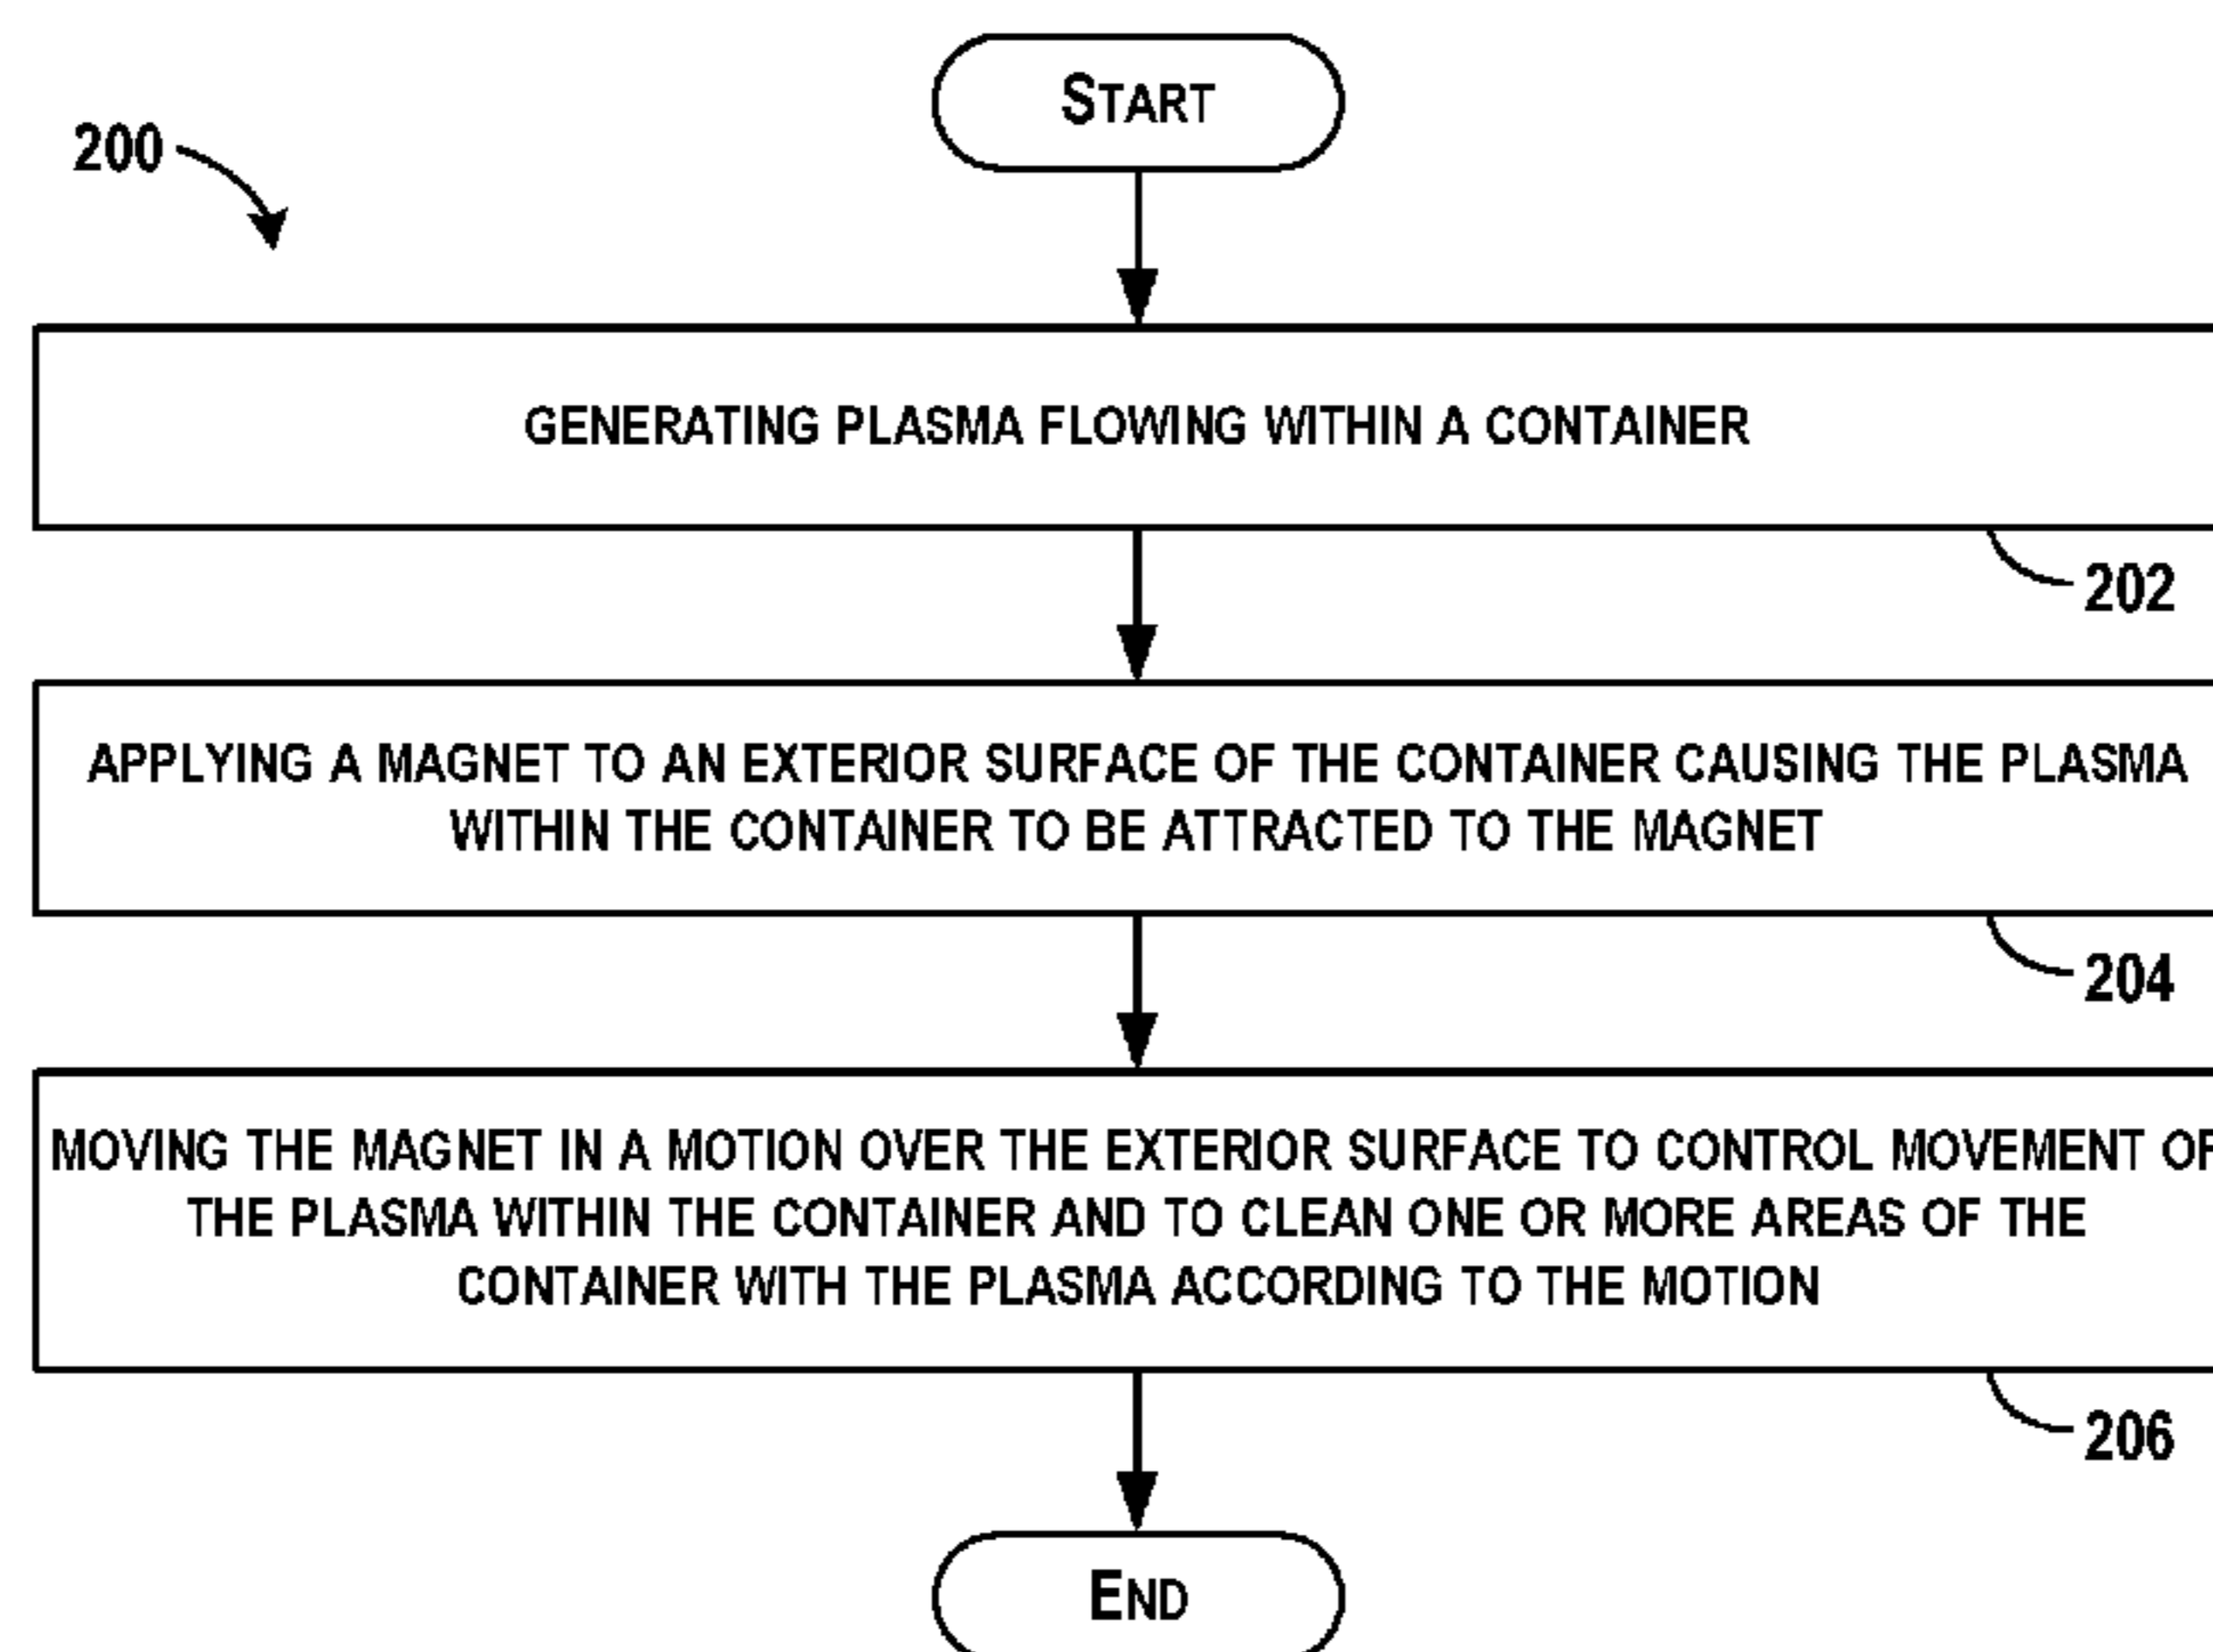 START
200
GENERATING PLASMA FLOWING WITHIN A CONTAINER
202
APPLYING A MAGNET TO AN EXTERIOR SURFACE OF THE CONTAINER CAUSING THE PLASMA
WITHIN THE CONTAINER TO BE ATTRACTED TO THE MAGNET
204
MOVING THE MAGNET IN A MOTION OVER THE EXTERIOR SURFACE TO CONTROL MOVEMENT OF
THE PLASMA WITHIN THE CONTAINER AND TO CLEAN ONE OR MORE AREAS OF THE
CONTAINER WITH THE PLASMA ACCORDING TO THE MOTION
206
END